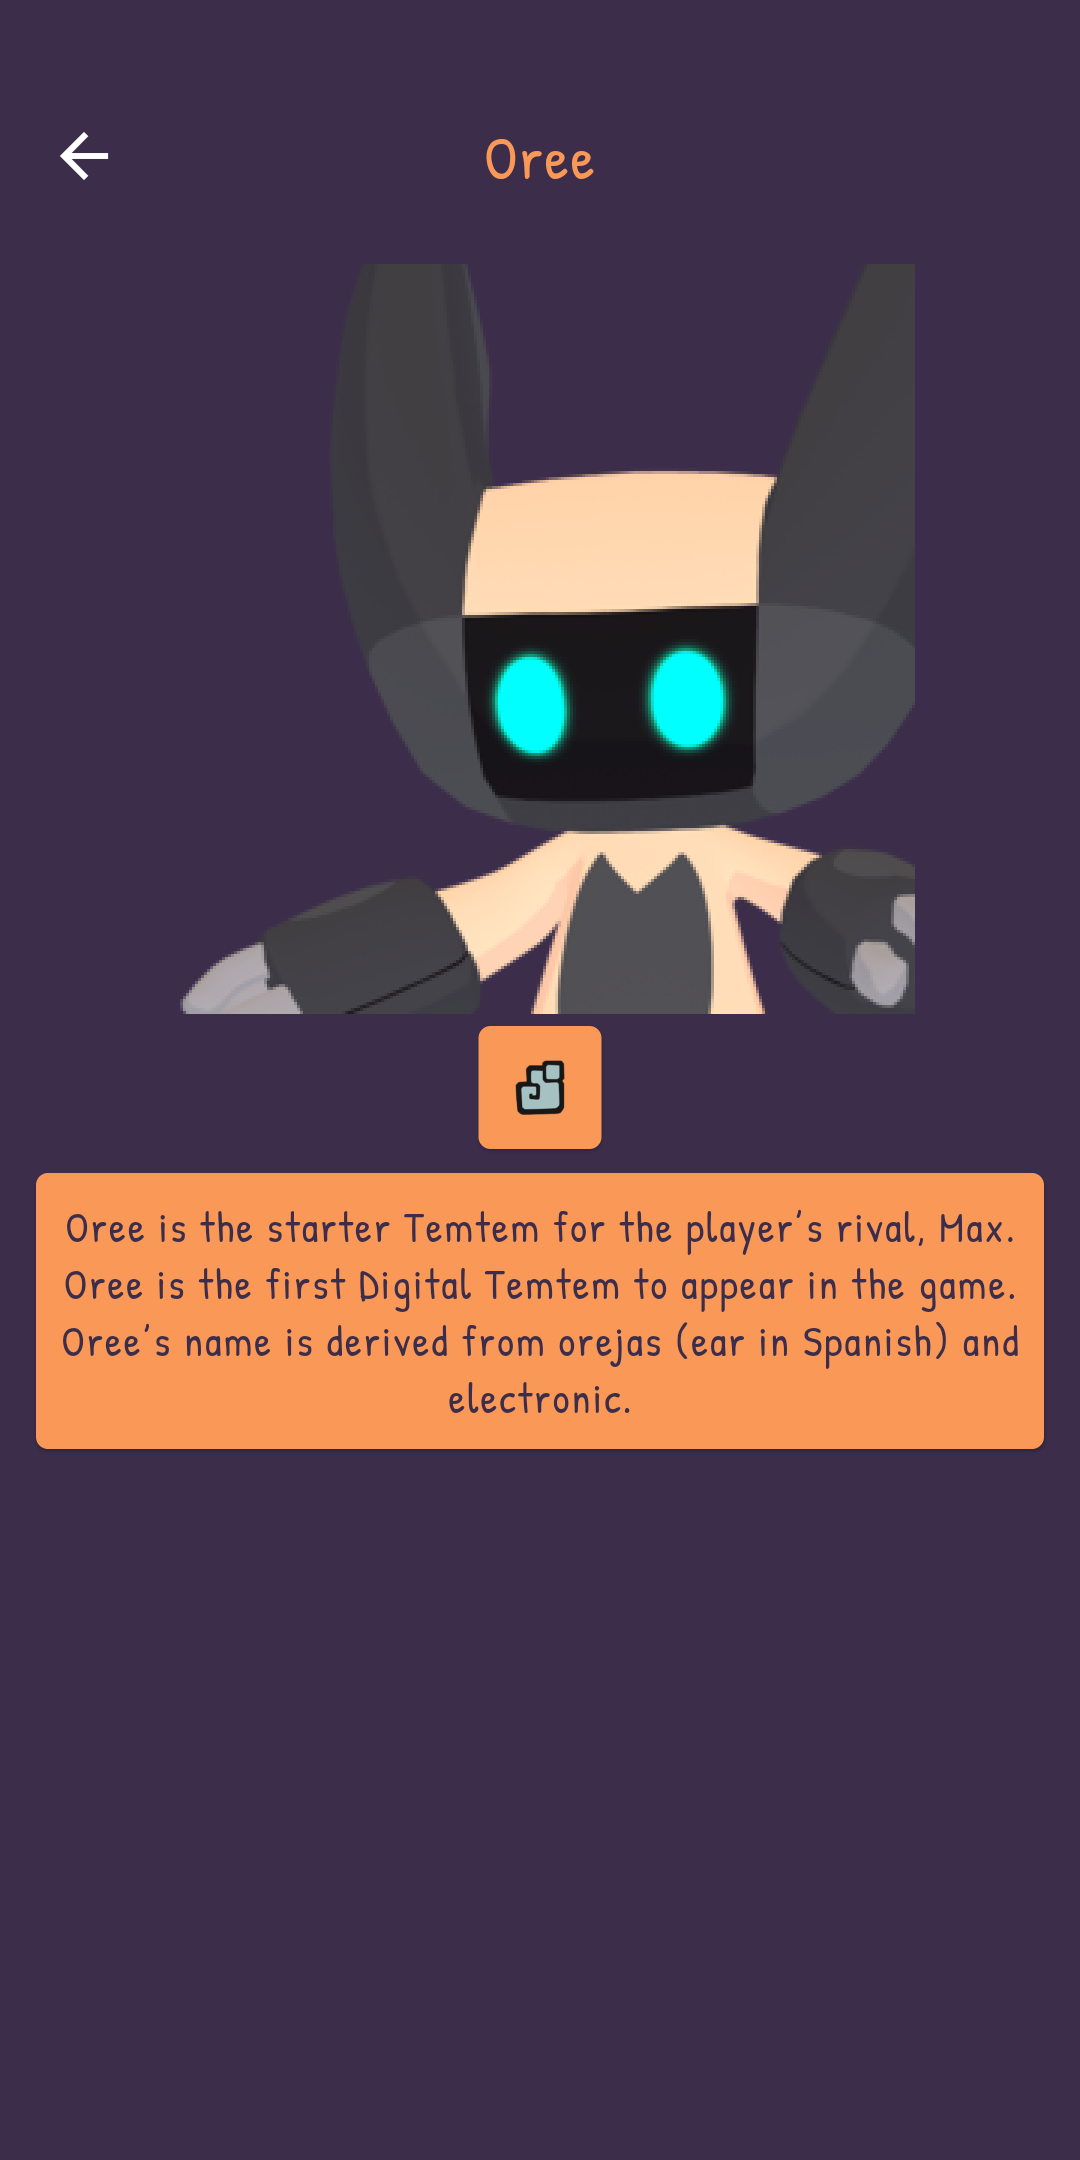 Oree
Oree is the starter Temtem for the player's rival, Max.
Oree is the first Digital Temtem to appear in the game.
Oree's name is derived from orejas (ear in Spanish) and
electronic.